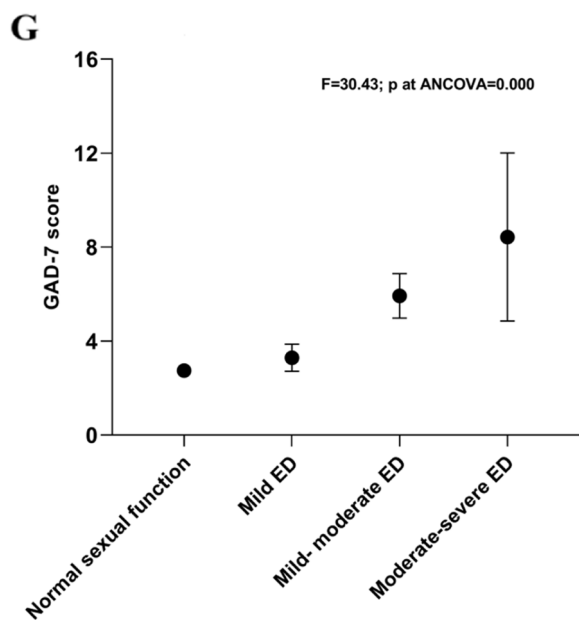 G
F=30.43; p at ANCOVA=0.000
GAD-7 score
16
12
8
4
0
Normal sexual function
Mild ED
Mild- moderate ED
Moderate-severe ED